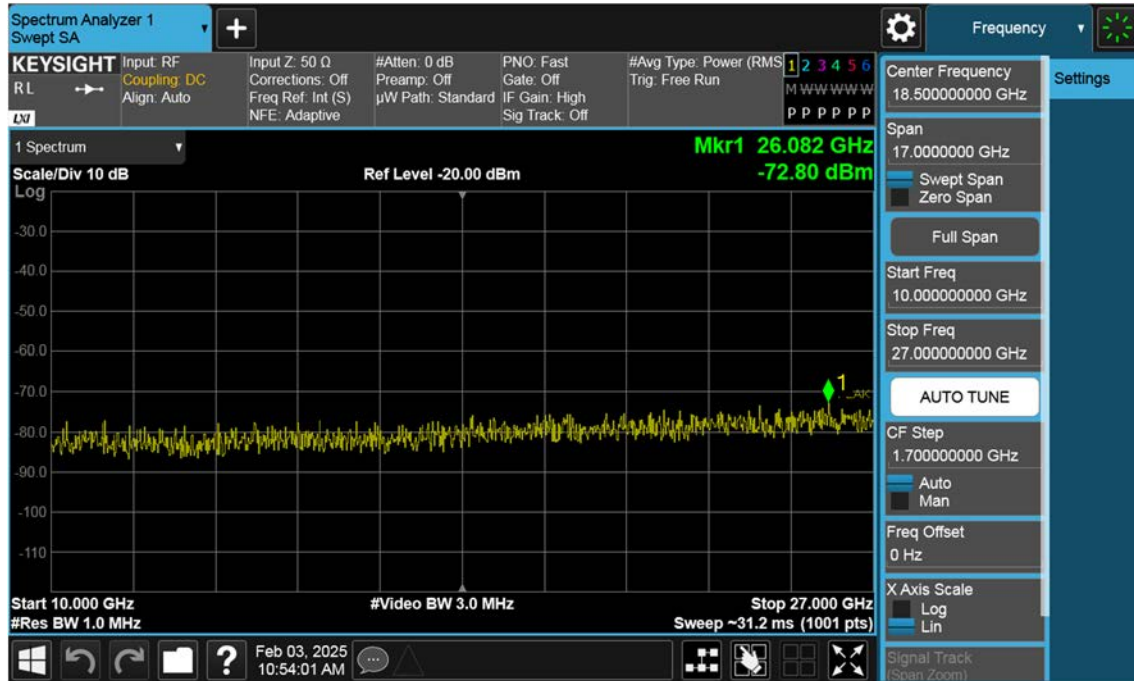 Spectrum Analyzer 1
Swept SA
Frequency
KEYSIGHT
RL
LXI
Input: RF
Coupling: DC
Align: Auto
Input Z: 50 Ω
Corrections: Off
Freq Ref: Int (S)
NFE: Adaptive
#Atten: 0 dB
Preamp: Off
µW Path: Standard
PNO: Fast
Gate: Off
IF Gain: High
Sig Track: Off
#Avg Type: Power (RMS
Trig: Free Run
1 2 3 4 5 6
M W W W W W
P P P P P P
1 Spectrum
Mkr1 26.082 GHz
-72.80 dBm
Scale/Div 10 dB
Ref Level -20.00 dBm
Log
-30.0
-40.0
-50.0
-60.0
-70.0
-80.0
-90.0
-100
-110
1
Start 10.000 GHz
#Video BW 3.0 MHz
Stop 27.000 GHz
#Res BW 1.0 MHz
Sweep ~31.2 ms (1001 pts)
Center Frequency
18.500000000 GHz
Settings
Span
17.0000000 GHz
Swept Span
Zero Span
Full Span
Start Freq
10.000000000 GHz
Stop Freq
27.000000000 GHz
AUTO TUNE
CF Step
1.700000000 GHz
Auto
Man
Freq Offset
0 Hz
X Axis Scale
Log
Lin
Signal Track
(Span Zoom)
?
Feb 03, 2025
10:54:01 AM